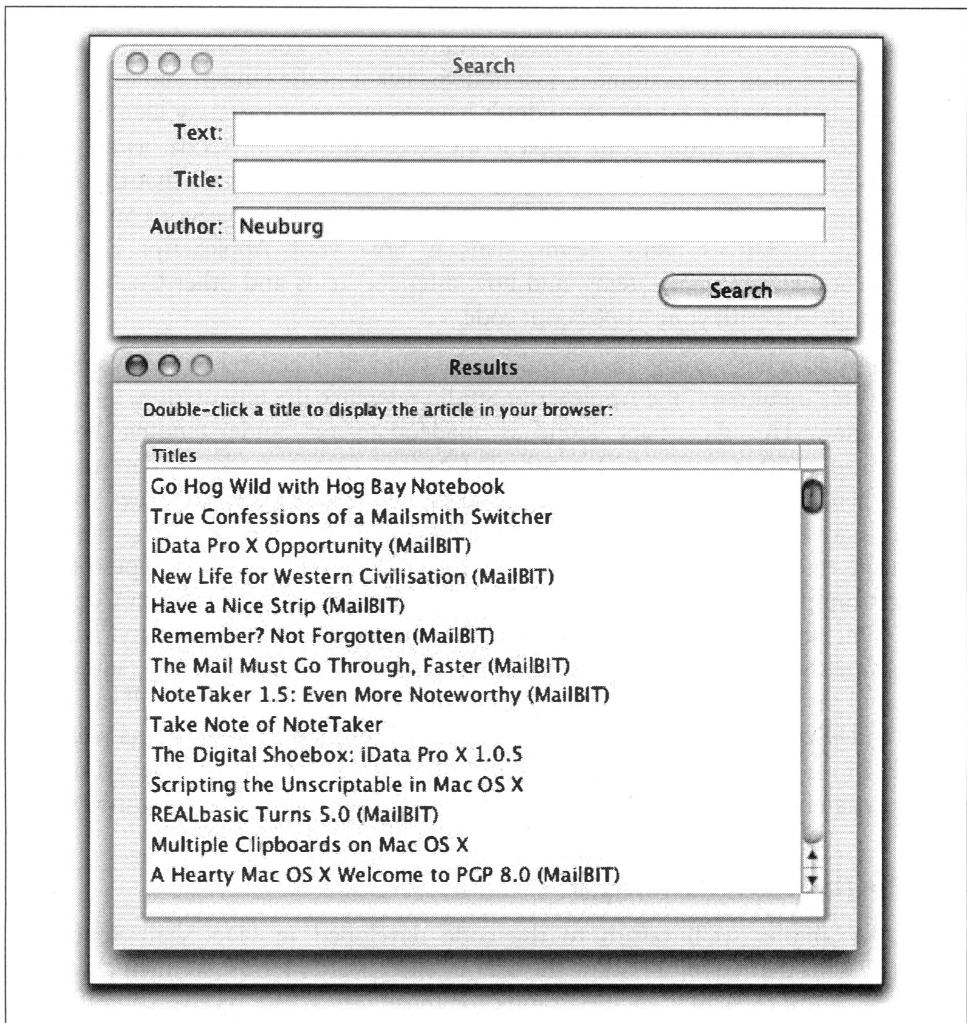 Search
Text:
Title:
Author: Neuburg
Search
Results
Double-click a title to display the article in your browser:
Titles
Go Hog Wild with Hog Bay Notebook
True Confessions of a Mailsmith Switcher
iData Pro X Opportunity (MailBIT)
New Life for Western Civilisation (MailBIT)
Have a Nice Strip (MailBIT)
Remember? Not Forgotten (MailBIT)
The Mail Must Go Through, Faster (MailBIT)
NoteTaker 1.5: Even More Noteworthy (MailBIT)
Take Note of NoteTaker
The Digital Shoebox: iData Pro X 1.0.5
Scripting the Unscriptable in Mac OS X
REALbasic Turns 5.0 (MailBIT)
Multiple Clipboards on Mac OS X
A Hearty Mac OS X Welcome to PGP 8.0 (MailBIT)